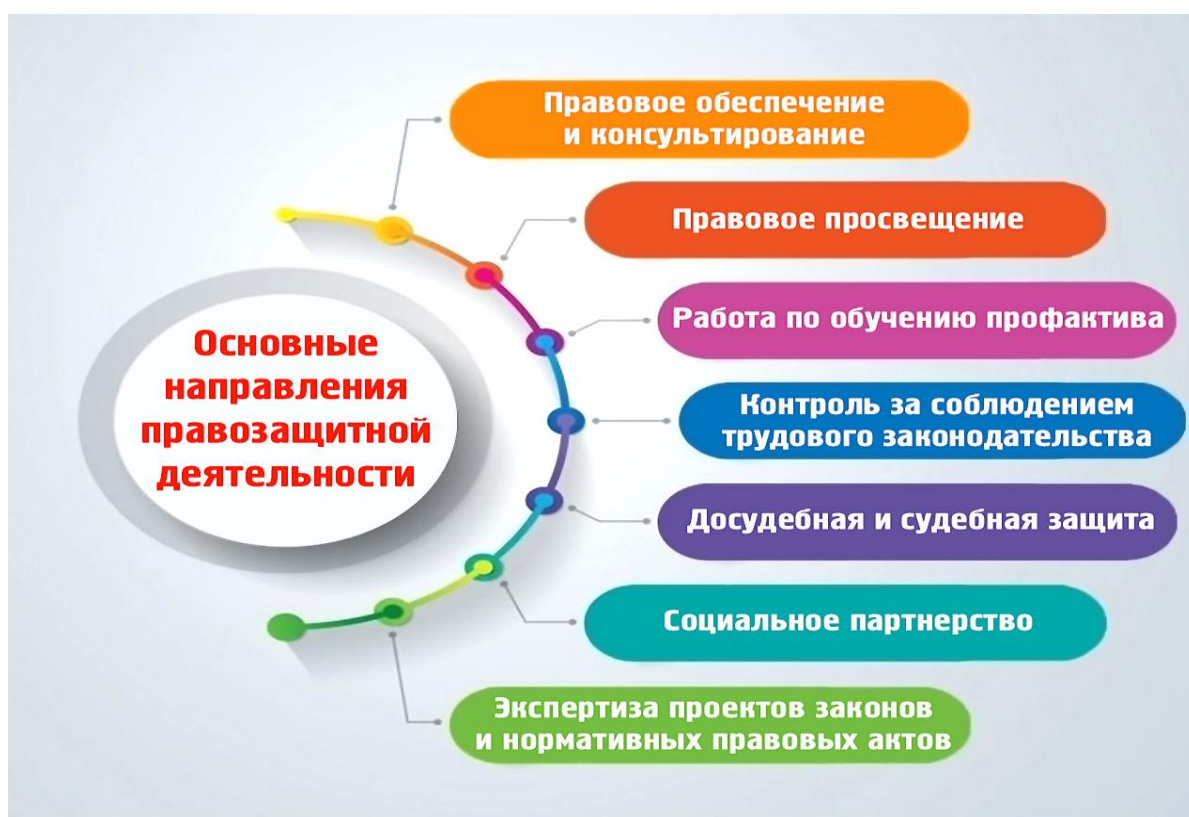 Основные
направления
правозащитной
деятельности
Правовое обеспечение
и консультирование
Правовое просвещение
Работа по обучению профактива
Контроль за соблюдением
трудового законодательства
Досудебная и судебная защита
Социальное партнерство
Экспертиза проектов законов
и нормативных правовых актов